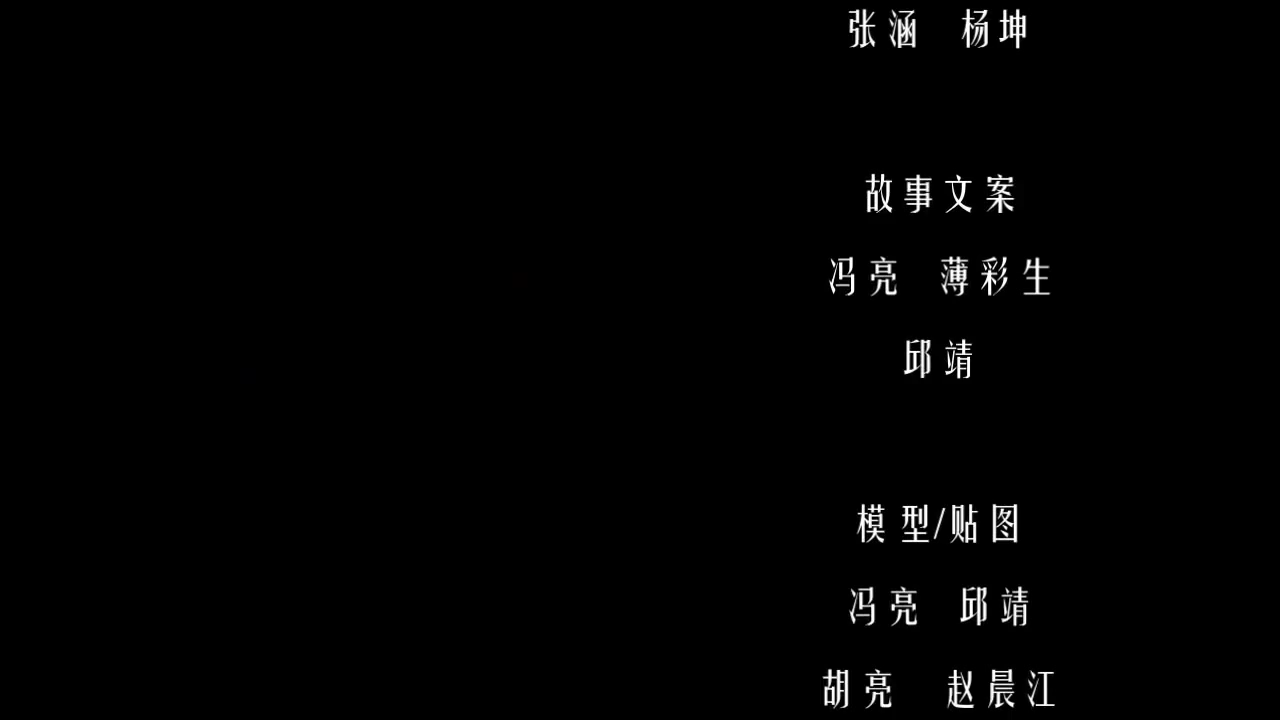 张涵 杨坤
故事文案
冯亮 薄彩生
邱靖
模型/贴图
冯亮 邱靖
胡亮 赵晨江